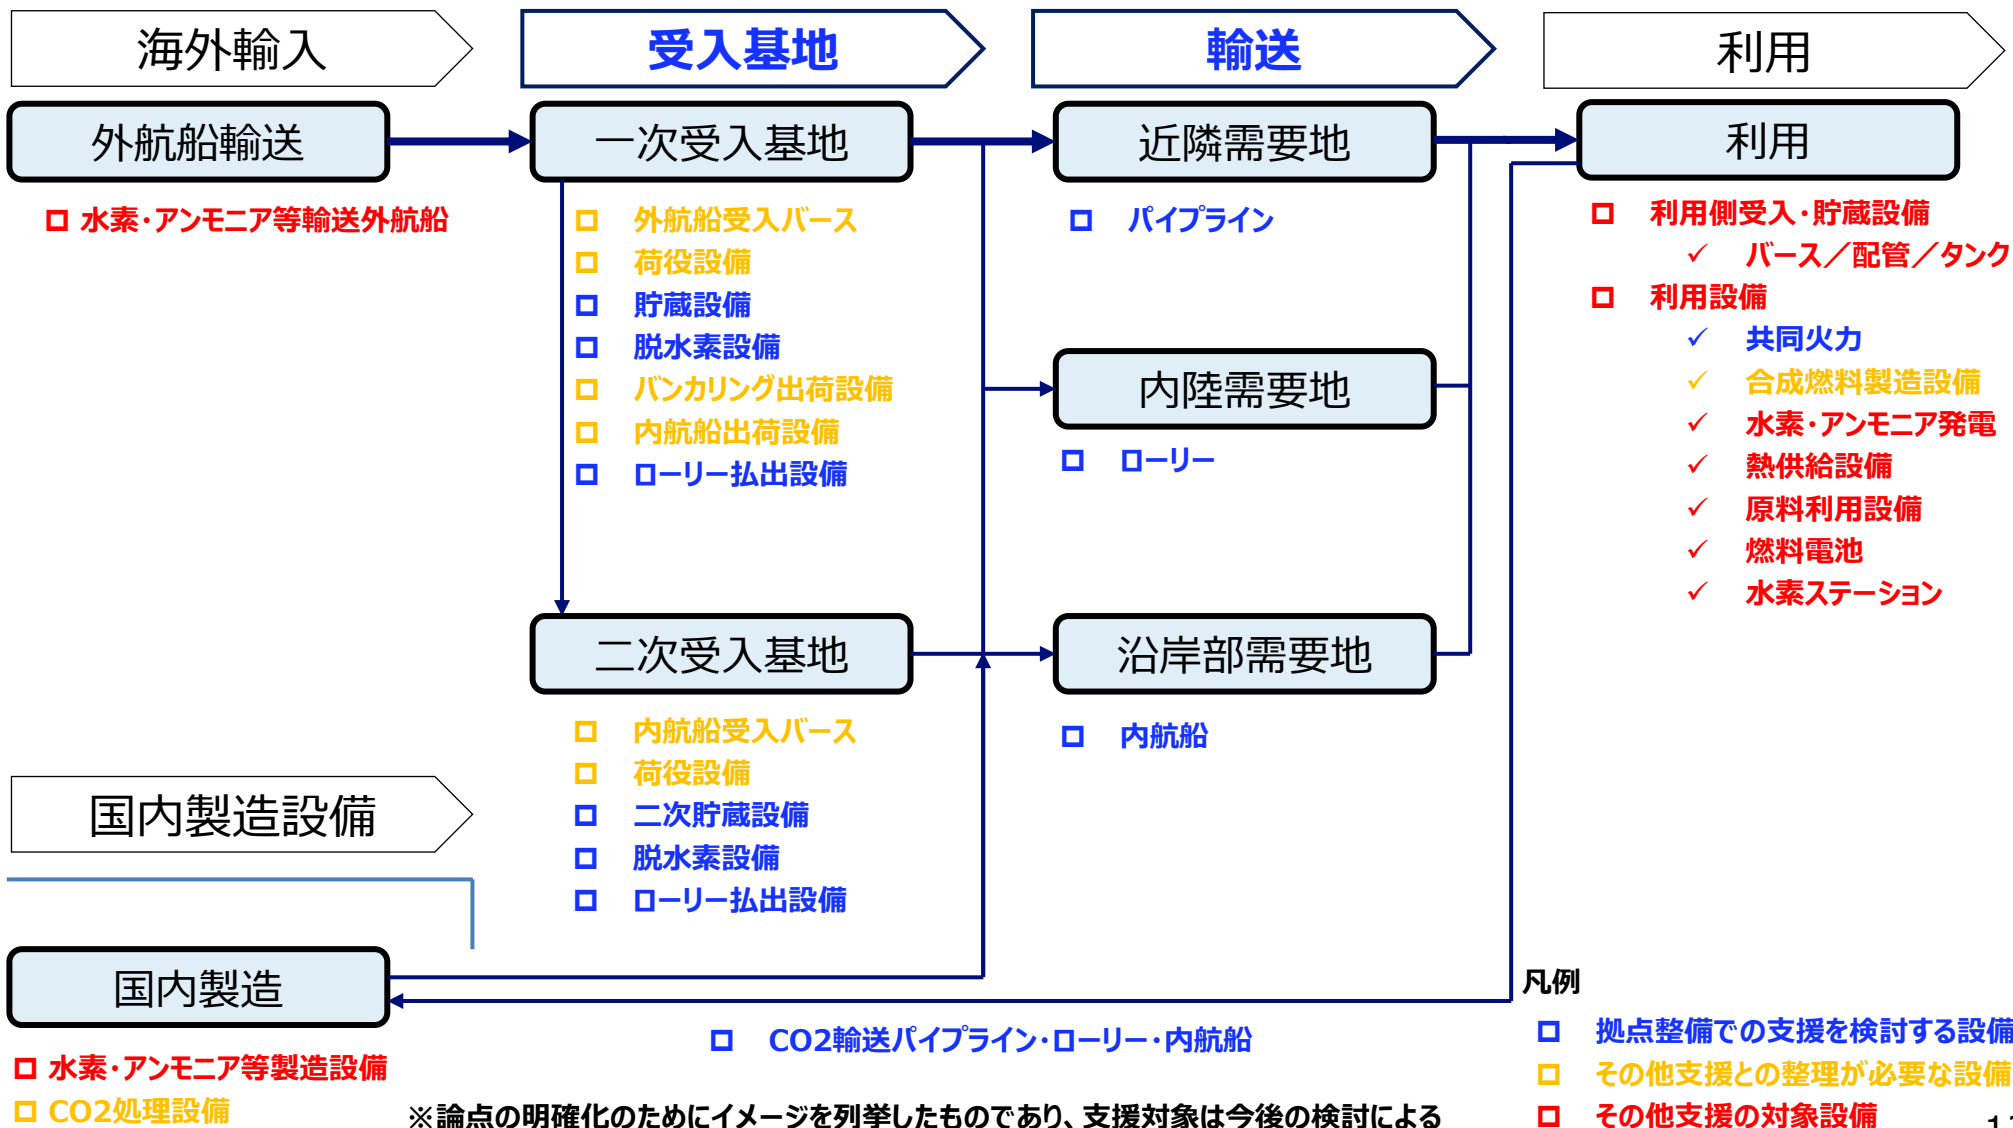 海外輸入
受入基地
輸送
利用
外航船輸送
一次受入基地
近隣需要地
利用
水素・アンモニア等輸送外航船
外航船受入バース
荷役設備
貯蔵設備
脱水素設備
バンカリング出荷設備
内航船出荷設備
ローリー払出設備
パイプライン
利用側受入・貯蔵設備
バース／配管／タンク
利用設備
共同火力
合成燃料製造設備
水素・アンモニア発電
熱供給設備
原料利用設備
燃料電池
水素ステーション
内陸需要地
ローリー
二次受入基地
沿岸部需要地
内航船受入バース
荷役設備
二次貯蔵設備
脱水素設備
ローリー払出設備
内航船
国内製造設備
国内製造
水素・アンモニア等製造設備
CO2処理設備
CO2輸送パイプライン・ローリー・内航船
凡例
拠点整備での支援を検討する設備
その他支援との整理が必要な設備
その他支援の対象設備
※論点の明確化のためにイメージを列挙したものであり、支援対象は今後の検討による